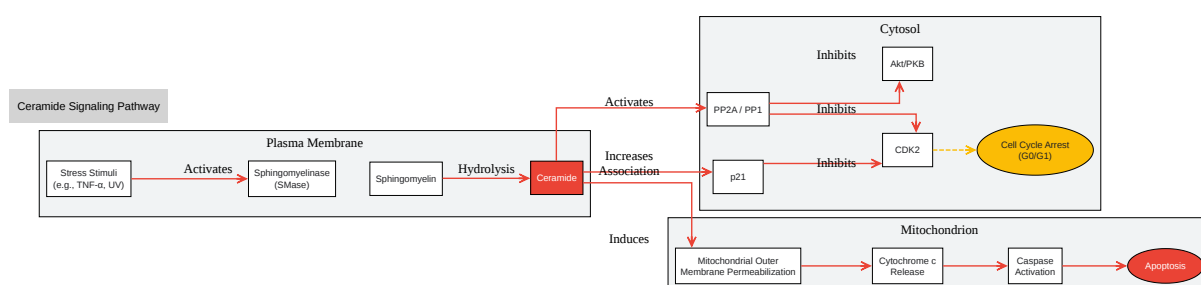 Ceramide Signaling Pathway
Plasma Membrane
Stress Stimuli
(e.g., TNF-α, UV)
Activates
Sphingomyelinase
(SMase)
Sphingomyelin
Hydrolysis
Ceramide
Activates
Increases
Association
Induces
Cytosol
PP2A / PP1
Inhibits
Akt/PKB
Inhibits
p21
Inhibits
CDK2
Cell Cycle Arrest
(G0/G1)
Mitochondrion
Mitochondrial Outer
Membrane Permeabilization
Cytochrome c
Release
Caspase
Activation
Apoptosis